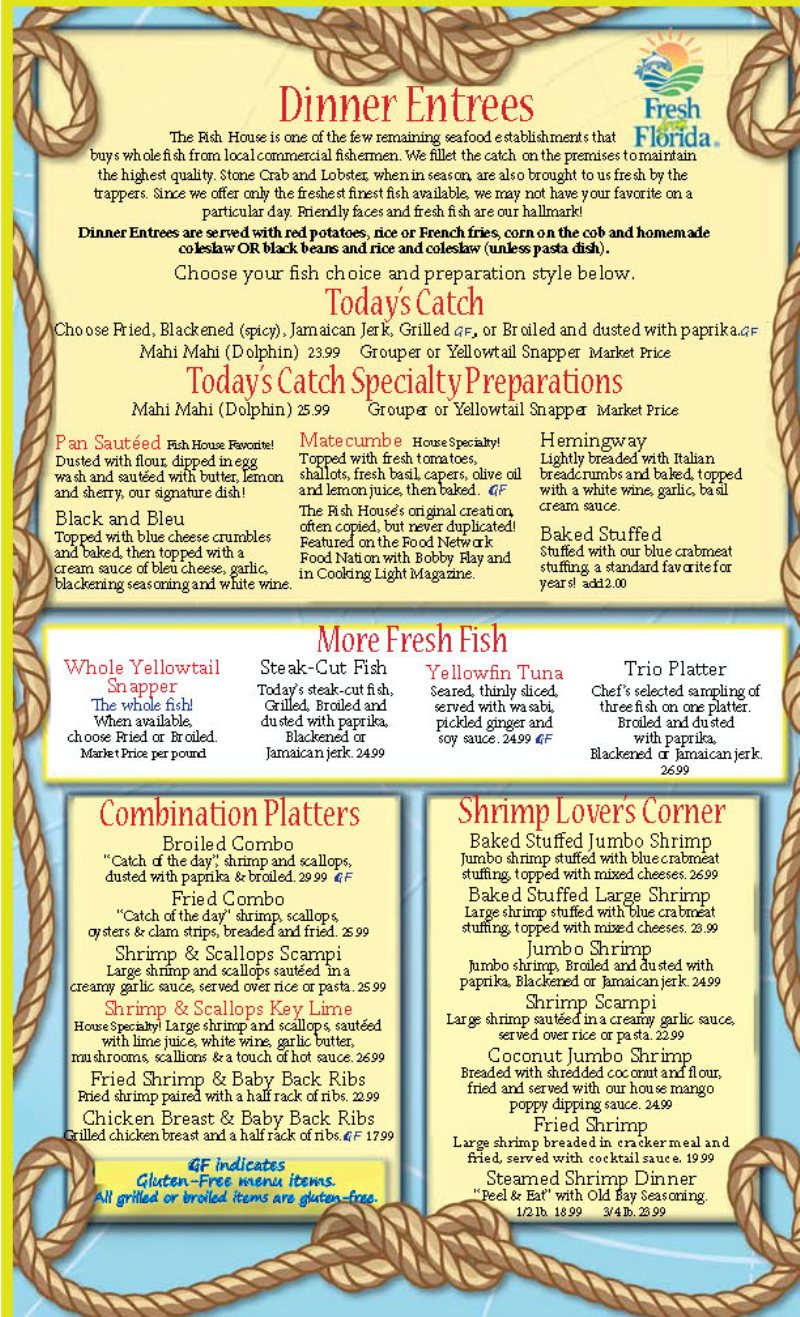 Fresh
from
Florida®
Dinner Entrees
The Fish House is one of the few remaining seafood establishments that
buys whole fish from local commercial fishermen. We fillet the catch on the premises to maintain
the highest quality. Stone Crab and Lobster, when in season, are also brought to us fresh by the
trappers. Since we offer only the freshest finest fish available, we may not have your favorite on a
particular day. Friendly faces and fresh fish are our hallmark!
Dinner Entrees are served with red potatoes, rice or French fries, corn on the cob and homemade
coleslaw OR black beans and rice and coleslaw (unless pasta dish).
Choose your fish choice and preparation style below.
Today's Catch
Choose Fried, Blackened (spicy), Jamaican Jerk, Grilled GF, or Broiled and dusted with paprika.GF
Mahi Mahi (Dolphin) 23.99 Grouper or Yellowtail Snapper Market Price
Today's Catch Specialty Preparations
Mahi Mahi (Dolphin) 25.99 Grouper or Yellowtail Snapper Market Price
Pan Sautéed Fish House Favorite!
Dusted with flour, dipped in egg
wash and sautéed with butter, lemon
and sherry, our signature dish!
Black and Bleu
Topped with blue cheese crumbles
and baked, then topped with a
cream sauce of bleu cheese, garlic,
blackening seasoning and white wine.
Matecumbe House Specialty!
Topped with fresh tomatoes,
shallots, fresh basil, capers, olive oil
and lemon juice, then baked. GF
The Fish House's original creation,
often copied, but never duplicated!
Featured on the Food Network
Food Nation with Bobby Flay and
in Cooking Light Magazine.
Hemingway
Lightly breaded with Italian
breadcrumbs and baked, topped
with a white wine, garlic, basil
cream sauce.
Baked Stuffed
Stuffed with our blue crabmeat
stuffing, a standard favorite for
years! add 2.00
More Fresh Fish
Whole Yellowtail
Snapper
The whole fish!
When available,
choose Fried or Broiled.
Market Price per pound
Steak-Cut Fish
Today's steak-cut fish,
Grilled, Broiled and
dusted with paprika,
Blackened or
Jamaican jerk. 24.99
Yellowfin Tuna
Seared, thinly sliced,
served with wasabi,
pickled ginger and
soy sauce. 24.99 GF
Trio Platter
Chef's selected sampling of
three fish on one platter.
Broiled and dusted
with paprika,
Blackened or Jamaican jerk.
26.99
Combination Platters
Broiled Combo
"Catch of the day", shrimp and scallops,
dusted with paprika & broiled. 29.99 GF
Fried Combo
"Catch of the day" shrimp, scallops,
oysters & clam strips, breaded and fried. 25.99
Shrimp & Scallops Scampi
Large shrimp and scallops sautéed in a
creamy garlic sauce, served over rice or pasta. 25.99
Shrimp & Scallops Key Lime
House Specialty! Large shrimp and scallops, sautéed
with lime juice, white wine, garlic butter,
mushrooms, scallions & a touch of hot sauce. 26.99
Fried Shrimp & Baby Back Ribs
Fried shrimp paired with a half rack of ribs. 22.99
Chicken Breast & Baby Back Ribs
Grilled chicken breast and a half rack of ribs. GF 17.99
GF indicates
Gluten-Free menu items.
All grilled or broiled items are gluten-free.
Shrimp Lover's Corner
Baked Stuffed Jumbo Shrimp
Jumbo shrimp stuffed with blue crabmeat
stuffing, topped with mixed cheeses. 26.99
Baked Stuffed Large Shrimp
Large shrimp stuffed with blue crabmeat
stuffing, topped with mixed cheeses. 23.99
Jumbo Shrimp
Jumbo shrimp, Broiled and dusted with
paprika, Blackened or Jamaican jerk. 24.99
Shrimp Scampi
Large shrimp sautéed in a creamy garlic sauce,
served over rice or pasta. 22.99
Coconut Jumbo Shrimp
Breaded with shredded coconut and flour,
fried and served with our house mango
poppy dipping sauce. 24.99
Fried Shrimp
Large shrimp breaded in cracker meal and
fried, served with cocktail sauce. 19.99
Steamed Shrimp Dinner
"Peel & Eat" with Old Bay Seasoning.
1/2 lb. 18.99 3/4 lb. 23.99